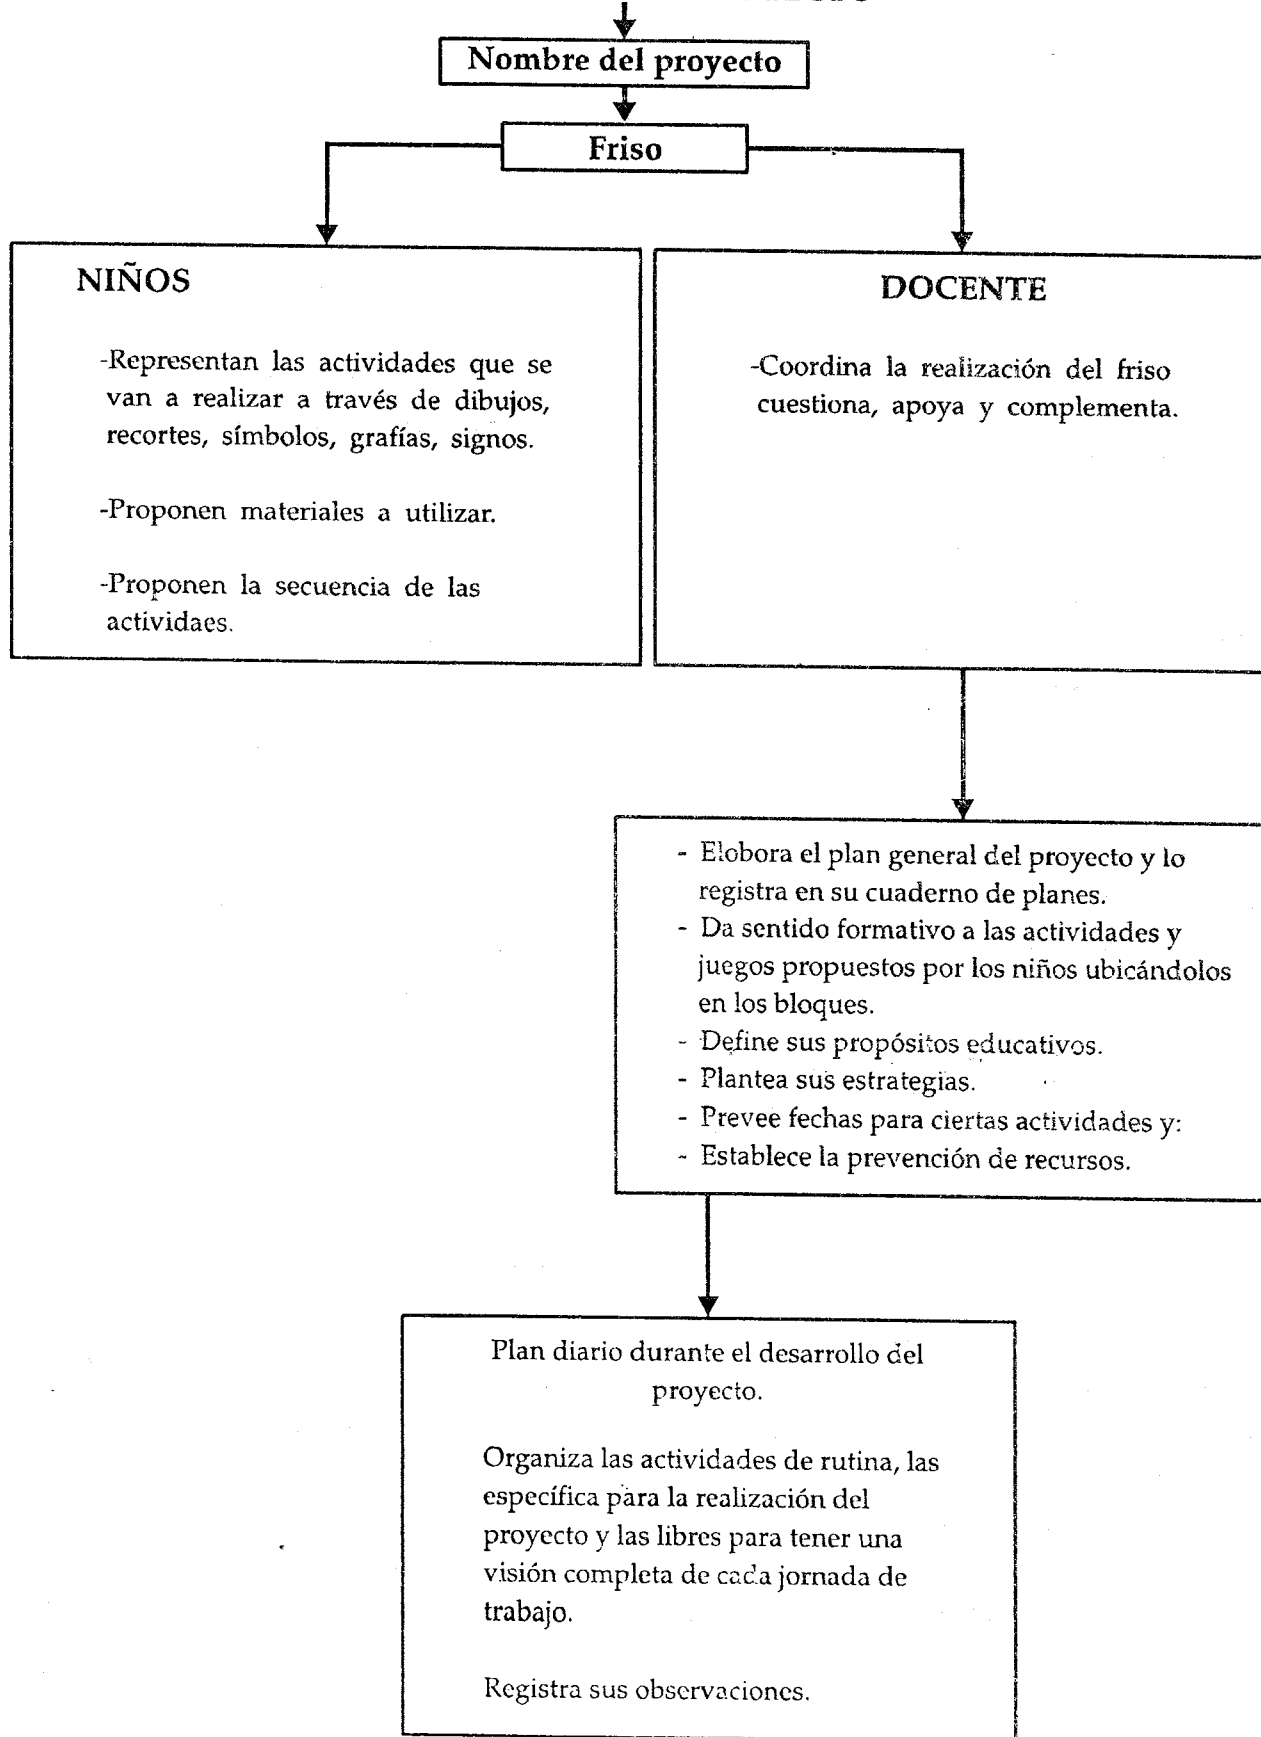 Nombre del proyecto
Friso
NIÑOS
-Representan las actividades que se
van a realizar a través de dibujos,
recortes, símbolos, grafías, signos.
-Proponen materiales a utilizar.
-Proponen la secuencia de las
actividaes.
DOCENTE
-Coordina la realización del friso
cuestiona, apoya y complementa.
- Elobora el plan general del proyecto y lo
registra en su cuaderno de planes.
- Da sentido formativo a las actividades y
juegos propuestos por los niños ubicándolos
en los bloques.
- Define sus propósitos educativos.
- Plantea sus estrategias.
- Prevee fechas para ciertas actividades y:
- Establece la prevención de recursos.
Plan diario durante el desarrollo del
proyecto.
Organiza las actividades de rutina, las
específica para la realización del
proyecto y las libres para tener una
visión completa de cada jornada de
trabajo.
Registra sus observaciones.